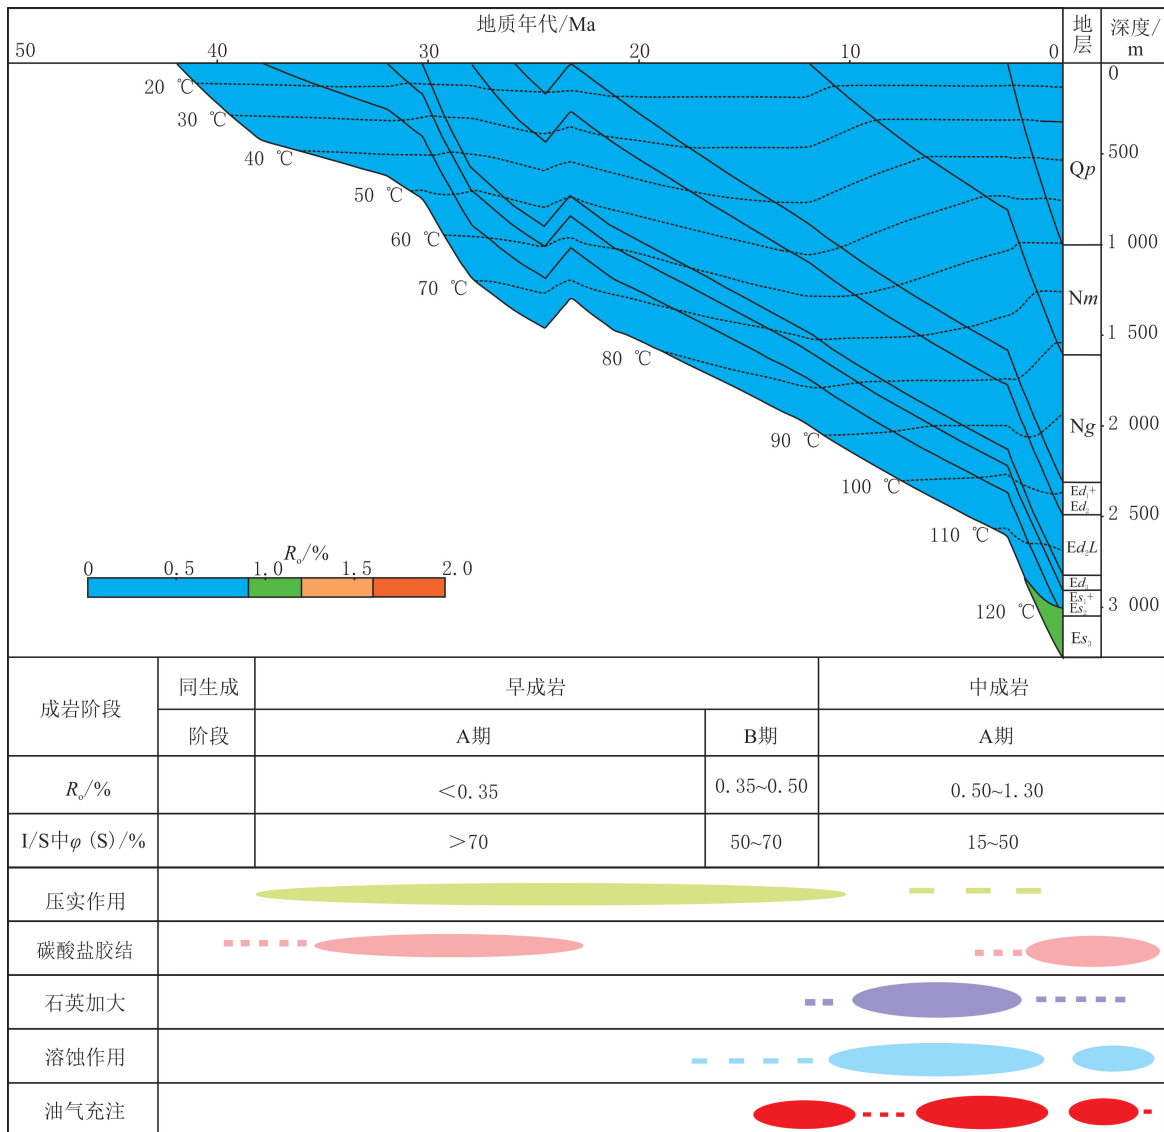 地质年代/Ma
地层
深度/m
50 40 30 20 10 0
0
20 ℃
30 ℃
40 ℃
500
Qp
50 ℃
60 ℃
1 000
70 ℃
Nm
1 500
80 ℃
90 ℃
Ng
2 000
100 ℃
Ed₁+
Ed₂
2 500
110 ℃
Ed₂L
Rₒ/%
0 0.5 1.0 1.5 2.0
Ed₃
Es₁+
Es₂
3 000
120 ℃
Es₃
成岩阶段
同生成
阶段
早成岩
中成岩
A期
B期
A期
Rₒ/%
<0.35
0.35~0.50
0.50~1.30
I/S中φ (S)/%
>70
50~70
15~50
压实作用
碳酸盐胶结
石英加大
溶蚀作用
油气充注